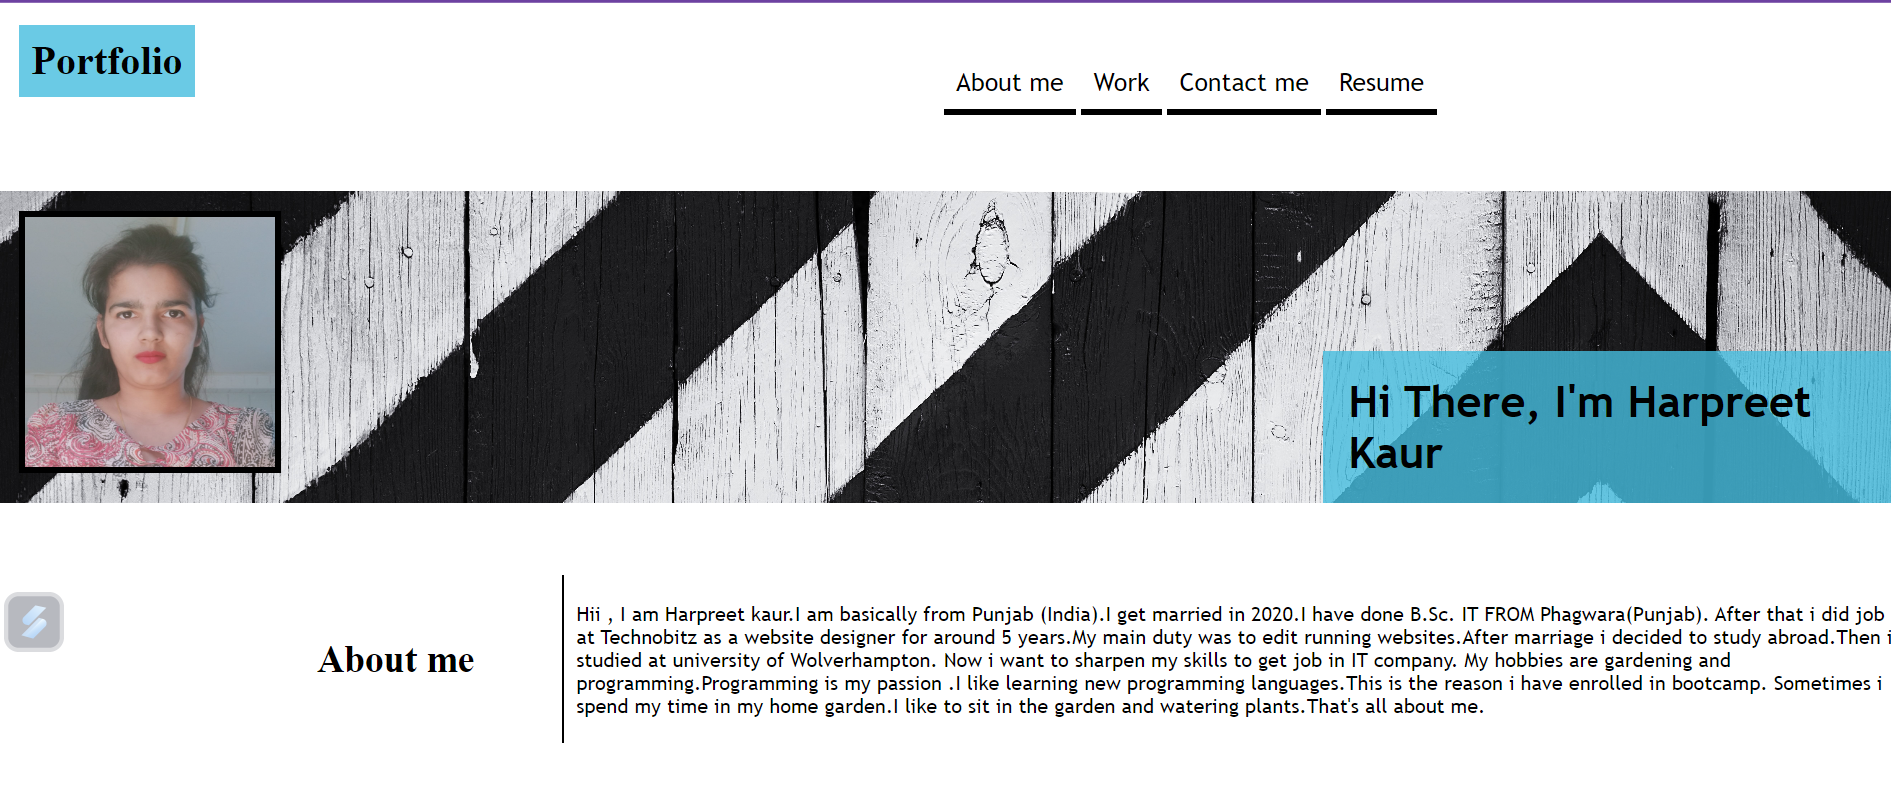 Portfolio
About me Work Contact me Resume
Hi There, I'm Harpreet
Kaur
About me
Hii , I am Harpreet kaur.I am basically from Punjab (India).I get married in 2020.I have done B.Sc. IT FROM Phagwara(Punjab). After that i did job
at Technobitz as a website designer for around 5 years.My main duty was to edit running websites.After marriage i decided to study abroad.Then i
studied at university of Wolverhampton. Now i want to sharpen my skills to get job in IT company. My hobbies are gardening and
programming.Programming is my passion .I like learning new programming languages.This is the reason i have enrolled in bootcamp. Sometimes i
spend my time in my home garden.I like to sit in the garden and watering plants.That's all about me.